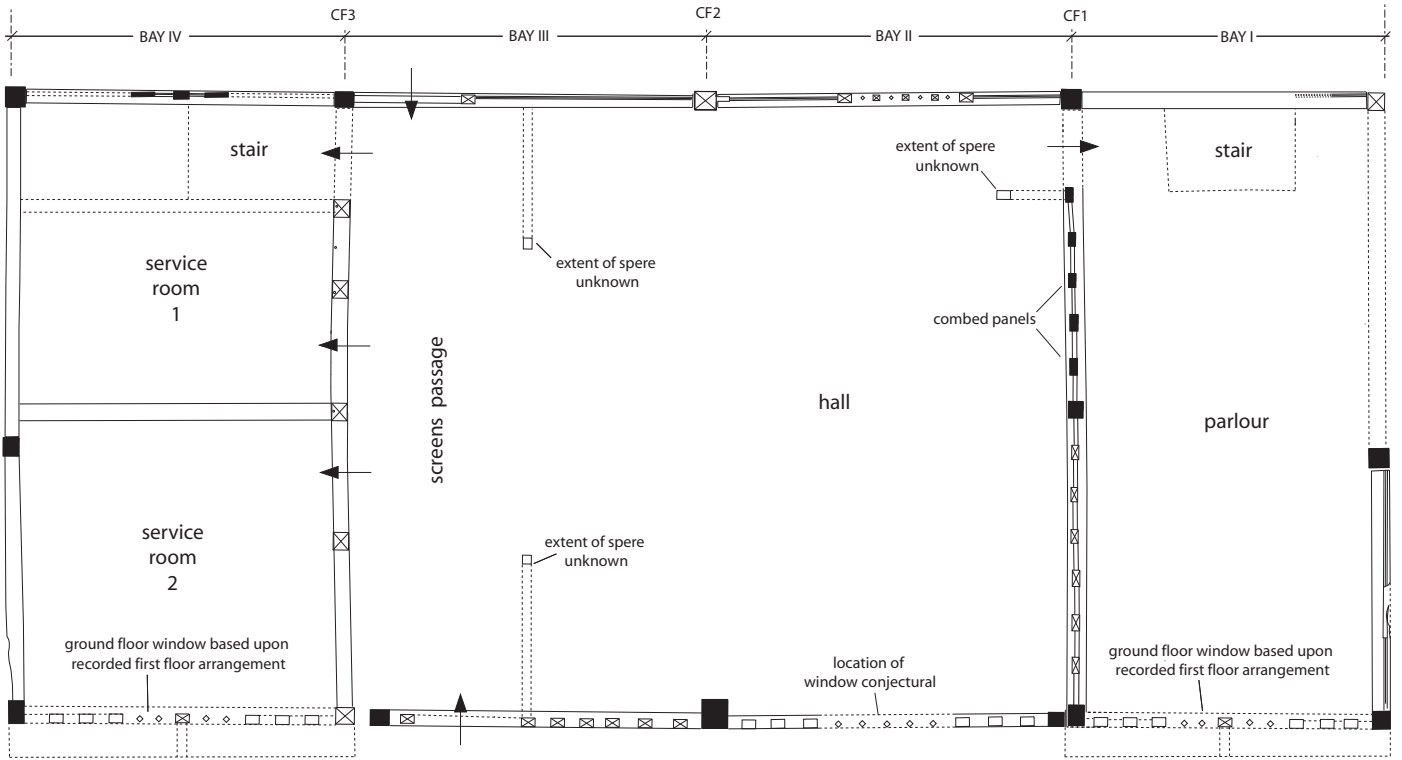 CF3
CF2
CF1
BAY IV
BAY III
BAY II
BAY I
stair
extent of spere
unknown
stair
service
room
1
extent of spere
unknown
combed panels
screens passage
hall
parlour
service
room
2
extent of spere
unknown
ground floor window based upon
recorded first floor arrangement
location of
window conjectural
ground floor window based upon
recorded first floor arrangement